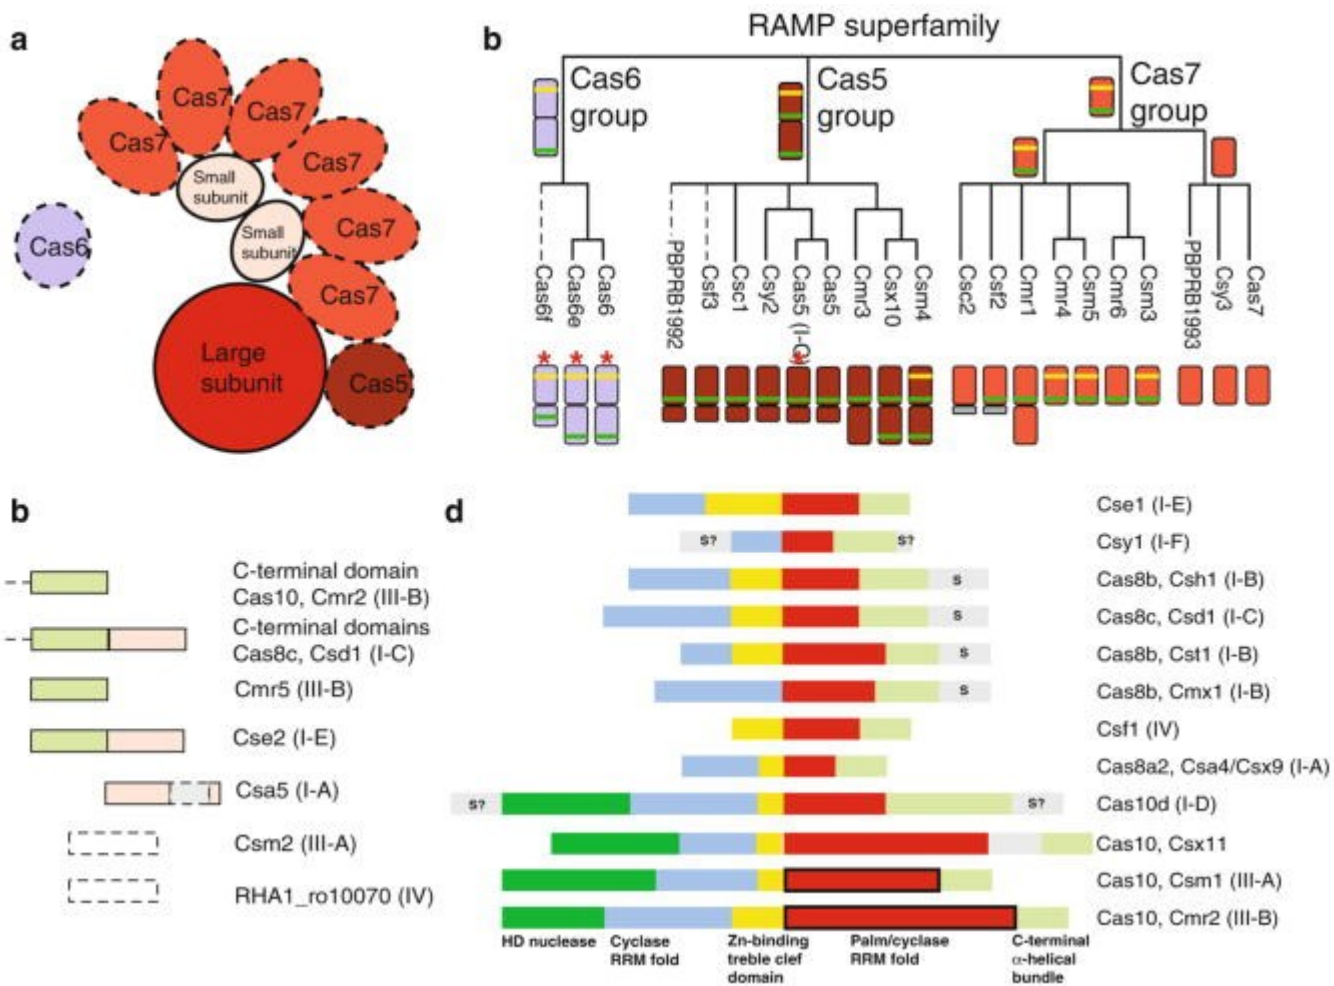 a
Cas7
Cas7
Cas7
Cas7
Small
subunit
Cas7
Small
subunit
Cas6
Cas7
Large
subunit
Cas5
b
RAMP superfamily
Cas6
group
Cas5
group
Cas7
group
Cas6f
Cas6e
Cas6
PBPRB1992
Csf3
Csc1
Csy2
Cas5 (I-C)
Cas5
Cmr3
Csx10
Csm4
Csc2
Csf2
Cmr1
Cmr4
Csm5
Cmr6
Csm3
PBPRB1993
Csy3
Cas7
* * * *
b
C-terminal domain
Cas10, Cmr2 (III-B)
C-terminal domains
Cas8c, Csd1 (I-C)
Cmr5 (III-B)
Cse2 (I-E)
Csa5 (I-A)
Csm2 (III-A)
RHA1_ro10070 (IV)
d
Cse1 (I-E)
S? S? Csy1 (I-F)
S Cas8b, Csh1 (I-B)
S Cas8c, Csd1 (I-C)
S Cas8b, Cst1 (I-B)
S Cas8b, Cmx1 (I-B)
Csf1 (IV)
Cas8a2, Csa4/Csx9 (I-A)
S? S? Cas10d (I-D)
Cas10, Csx11
Cas10, Csm1 (III-A)
Cas10, Cmr2 (III-B)
HD nuclease
Cyclase
RRM fold
Zn-binding
treble clef
domain
Palm/cyclase
RRM fold
C-terminal
α-helical
bundle